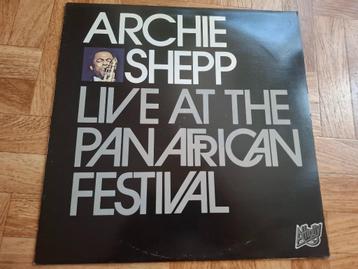 ARCHIE
SHEPP
LIVE AT THE
PANAFRICAN
FESTIVAL